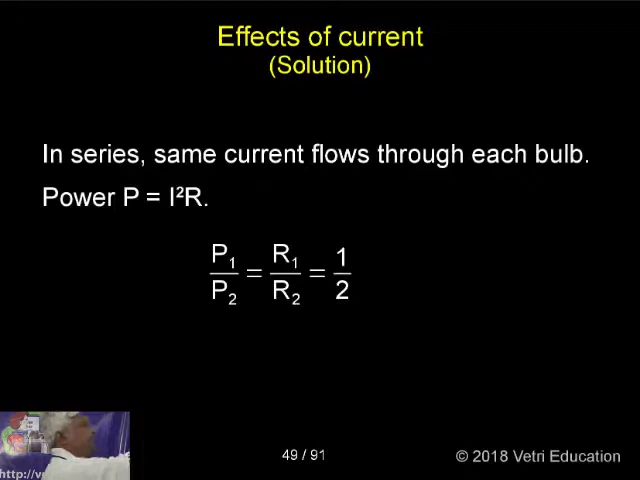 Effects of current
(Solution)
In series, same current flows through each bulb.
Power P = I²R.
P₁/P₂ = R₁/R₂ = 1/2
http://v
49 / 91
© 2018 Vetri Education